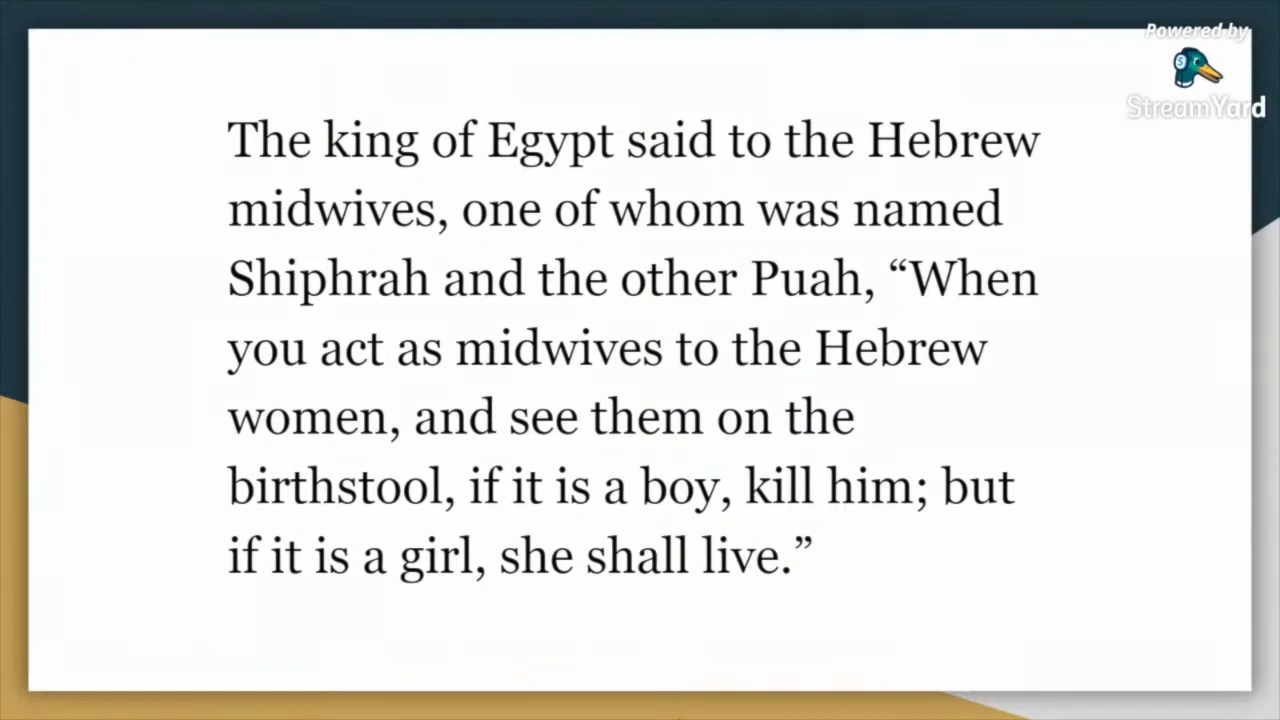 Powered by
StreamYard
The king of Egypt said to the Hebrew
midwives, one of whom was named
Shiphrah and the other Puah, “When
you act as midwives to the Hebrew
women, and see them on the
birthstool, if it is a boy, kill him; but
if it is a girl, she shall live.”